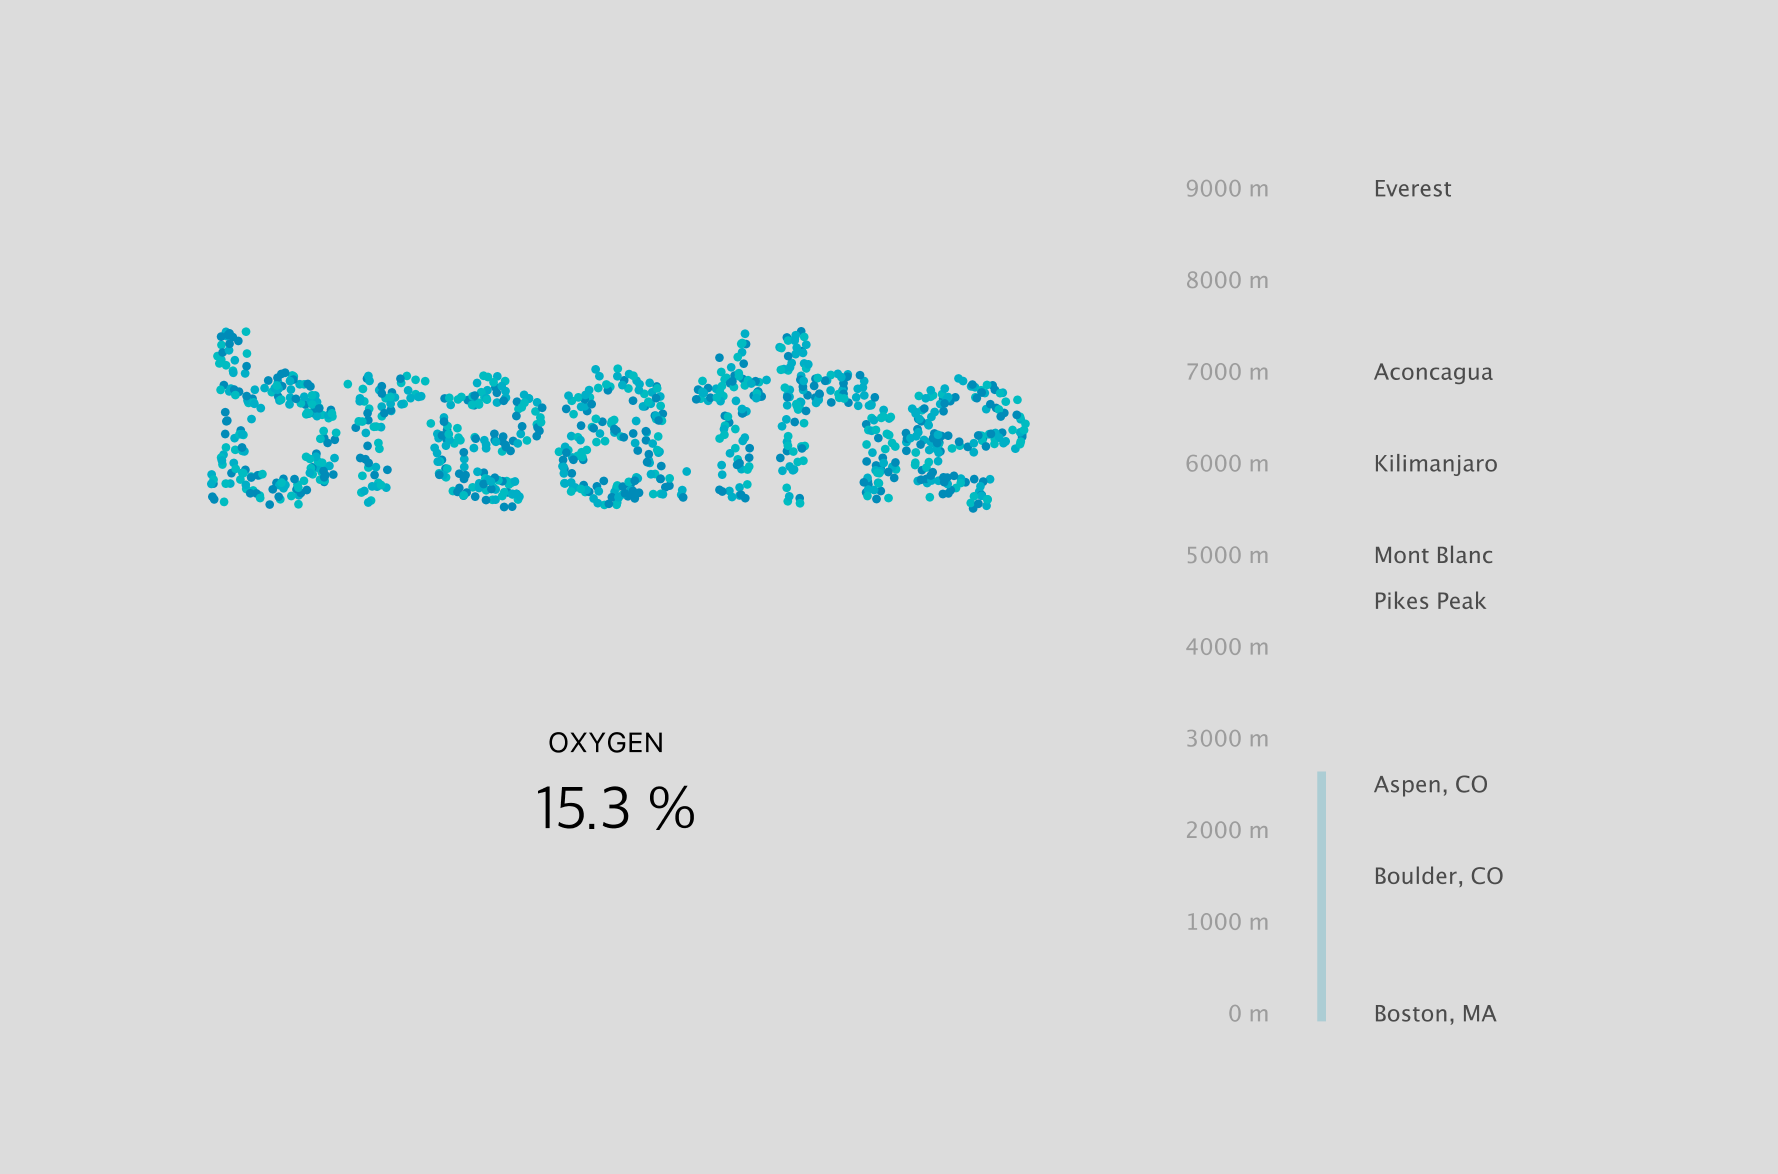 breathe
OXYGEN
15.3 %
9000 m Everest
8000 m
7000 m Aconcagua
6000 m Kilimanjaro
5000 m Mont Blanc
Pikes Peak
4000 m
3000 m
Aspen, CO
2000 m
Boulder, CO
1000 m
0 m Boston, MA